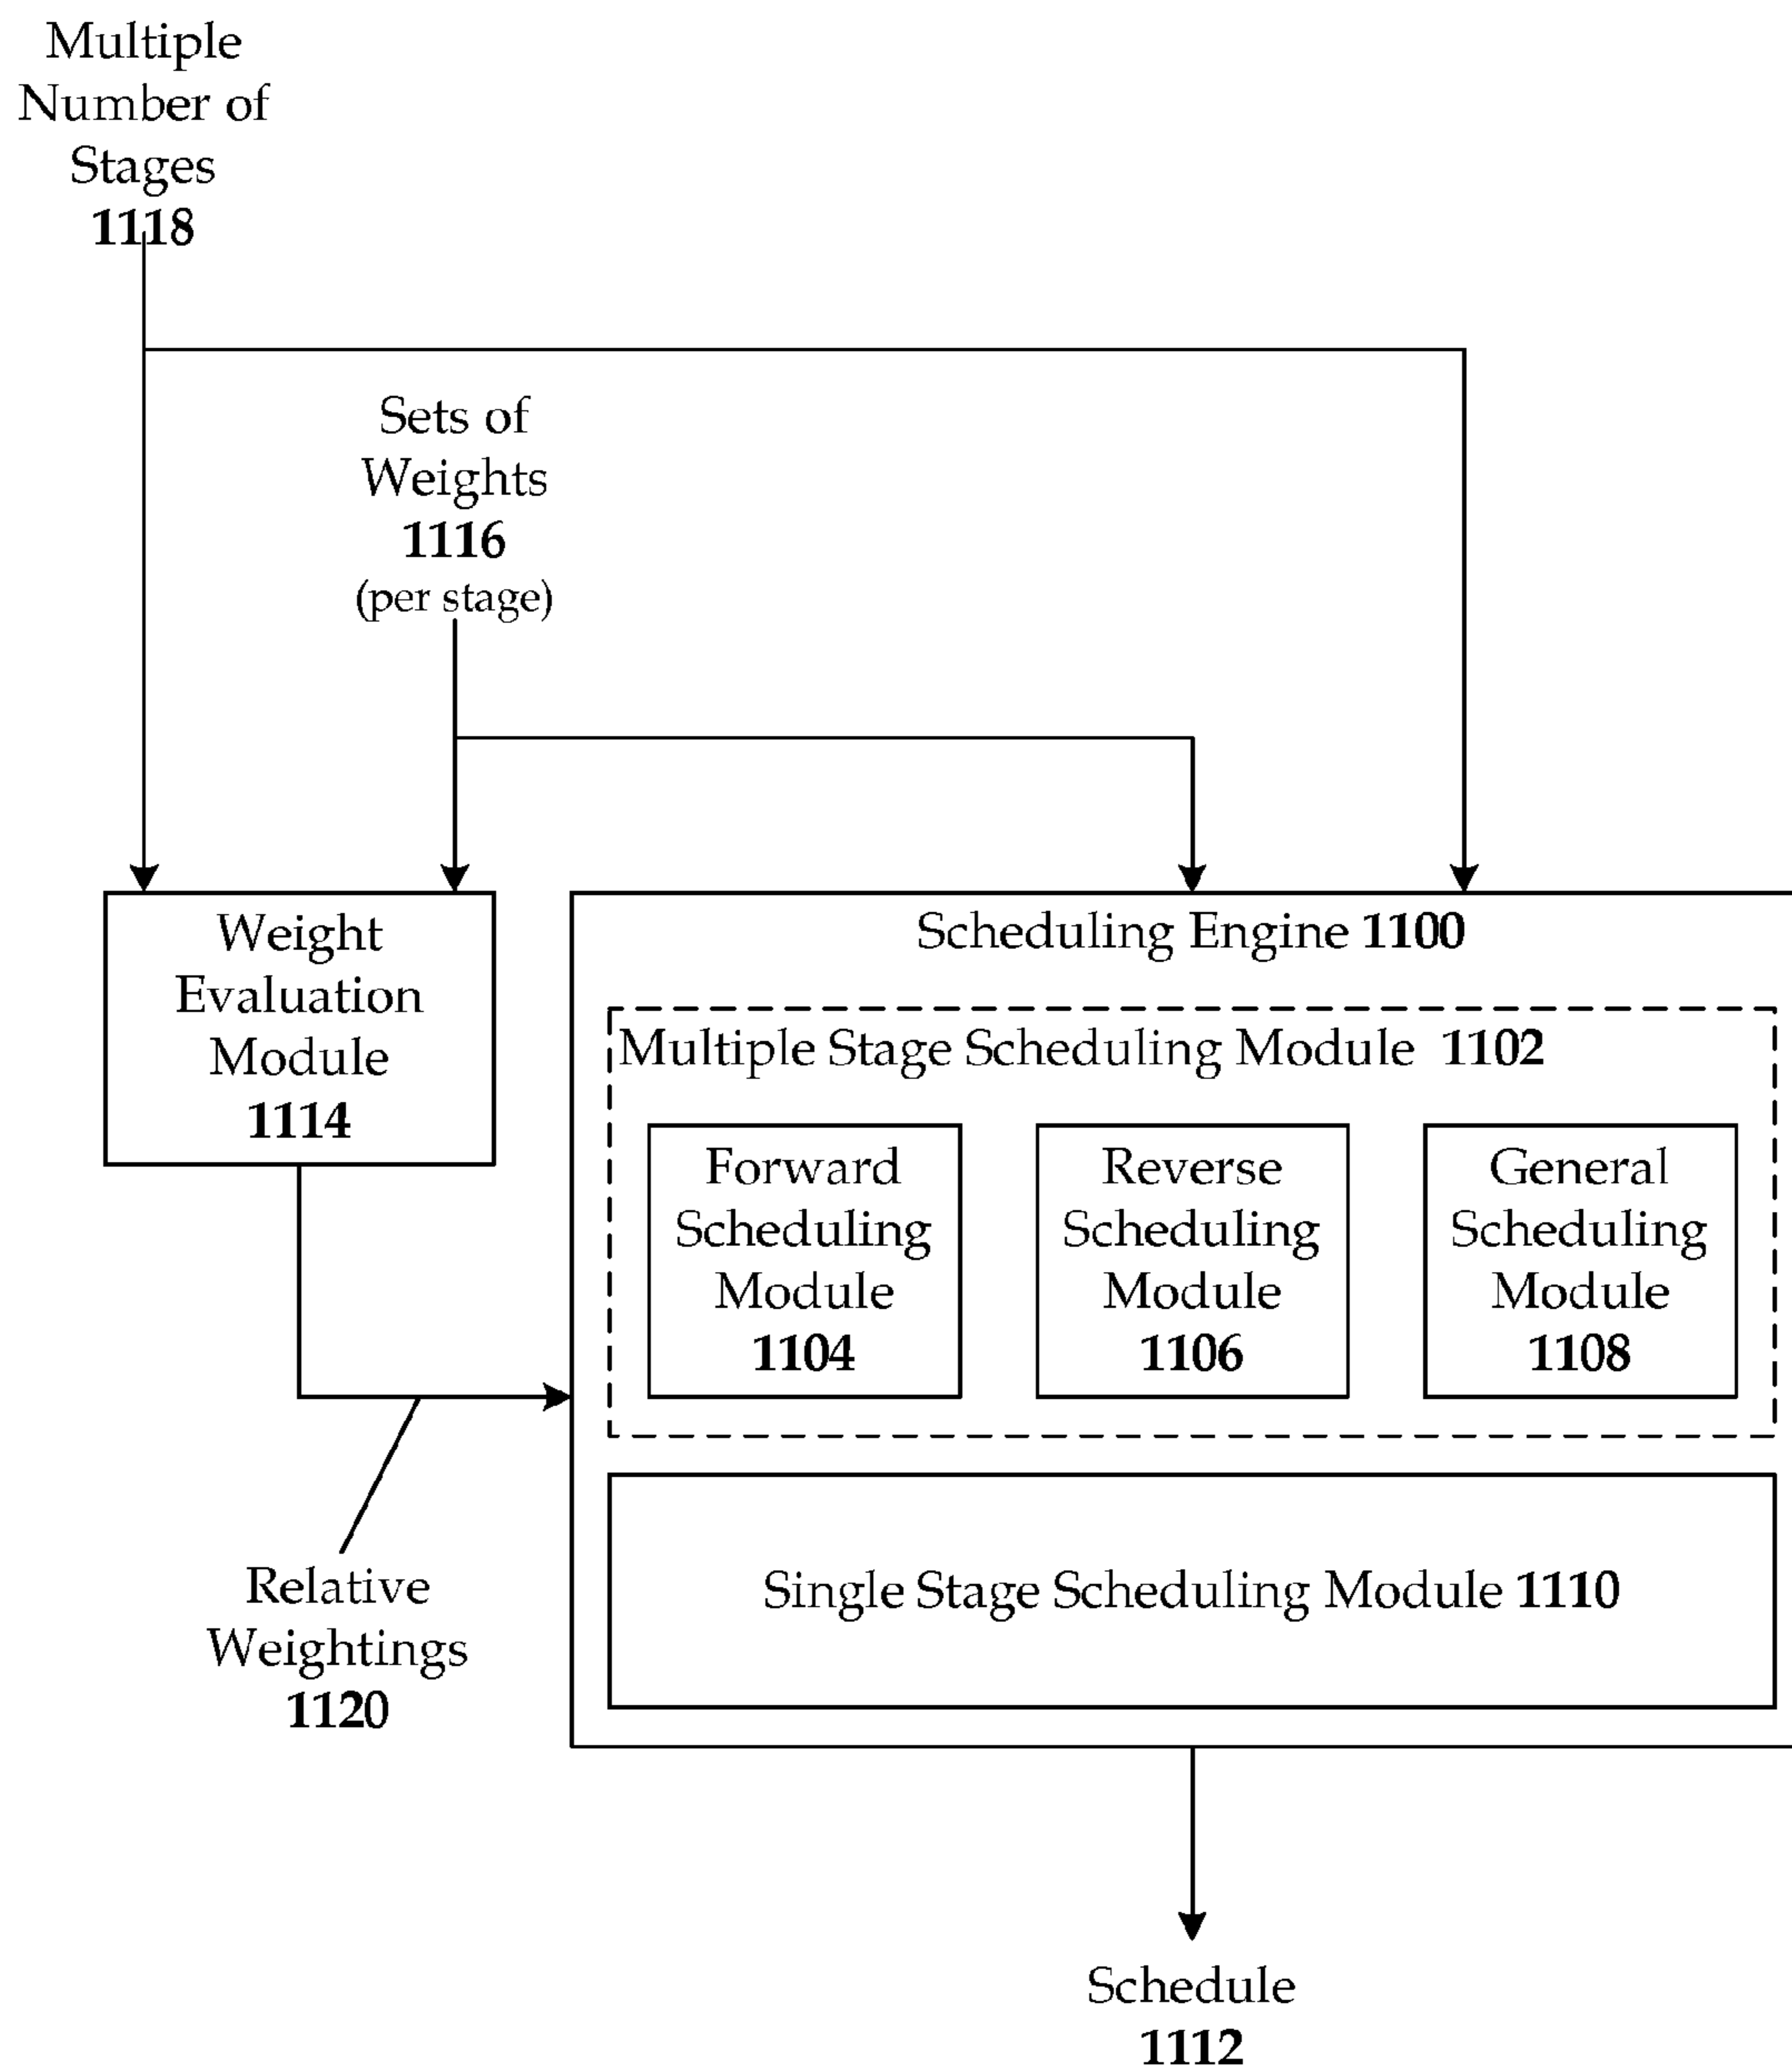 Multiple
Number of
Stages
1118
Sets of
Weights
1116
(per stage)
Weight
Evaluation
Module
1114
Scheduling Engine 1100
Multiple Stage Scheduling Module 1102
Forward
Scheduling
Module
1104
Reverse
Scheduling
Module
1106
General
Scheduling
Module
1108
Single Stage Scheduling Module 1110
Relative
Weightings
1120
Schedule
1112